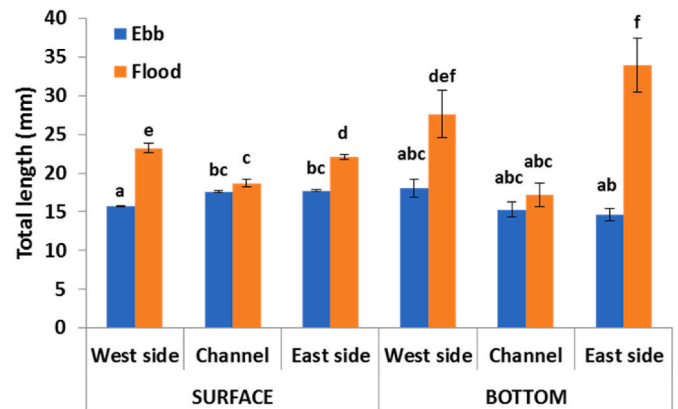 40
35
30
25
20
15
10
5
0
Total length (mm)
Ebb
Flood
a
e
bc
c
bc
d
abc
def
abc
abc
ab
f
West side
Channel
East side
West side
Channel
East side
SURFACE
BOTTOM